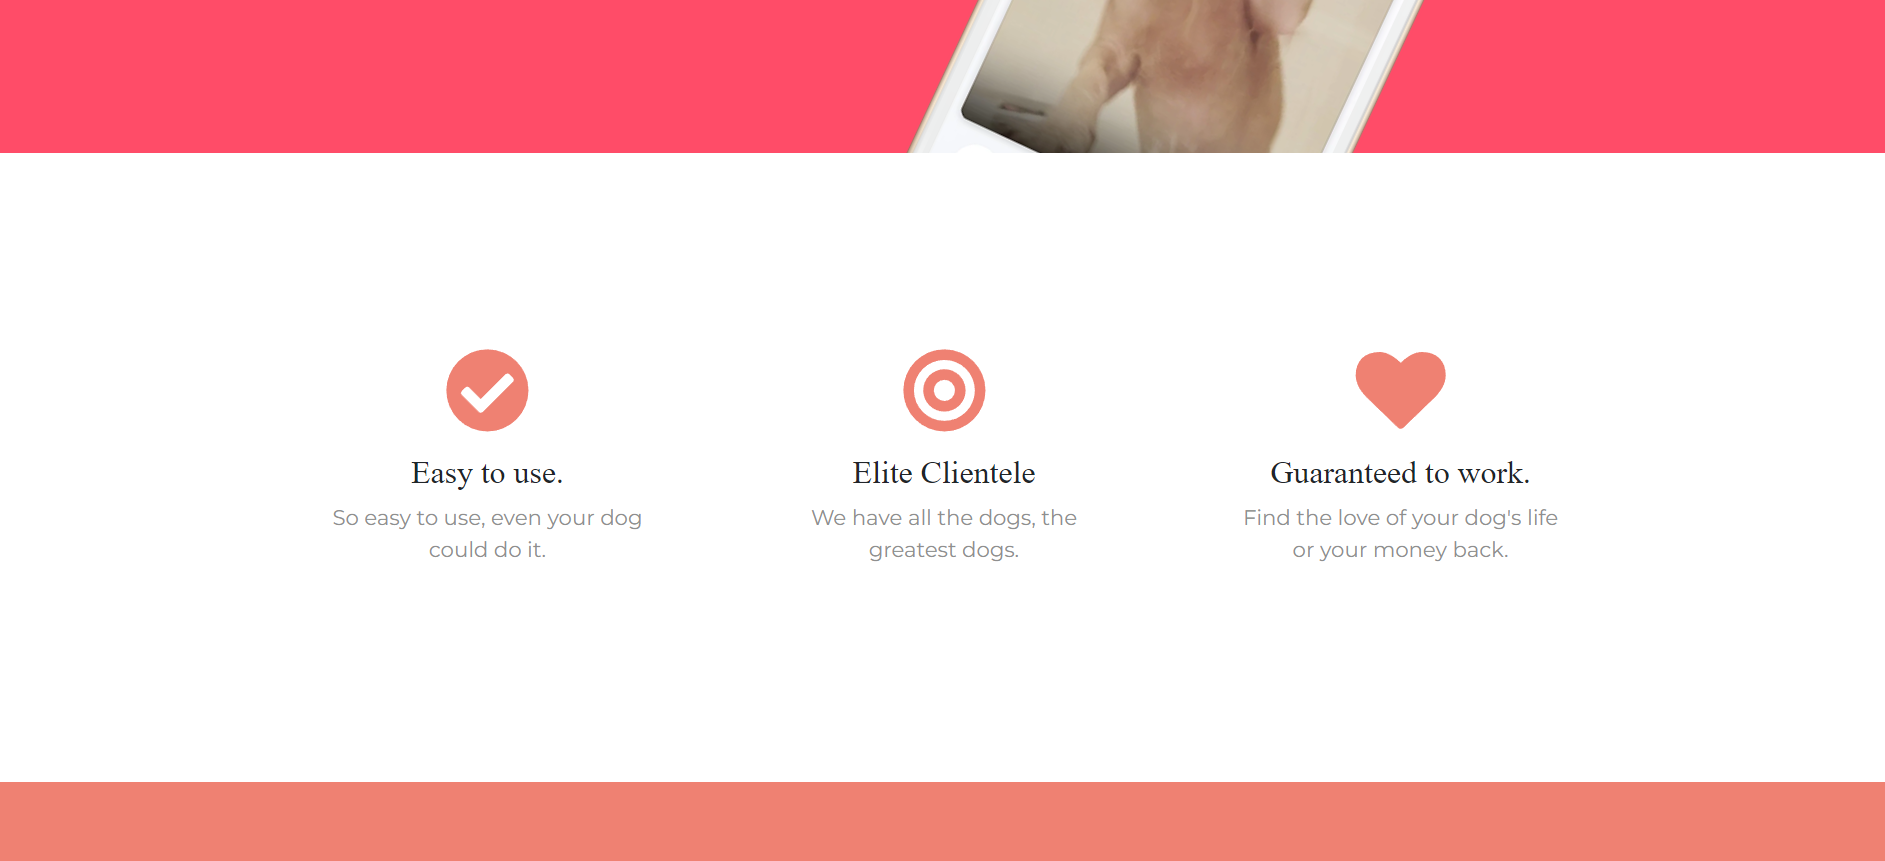 Easy to use.
So easy to use, even your dog
could do it.
Elite Clientele
We have all the dogs, the
greatest dogs.
Guaranteed to work.
Find the love of your dog's life
or your money back.